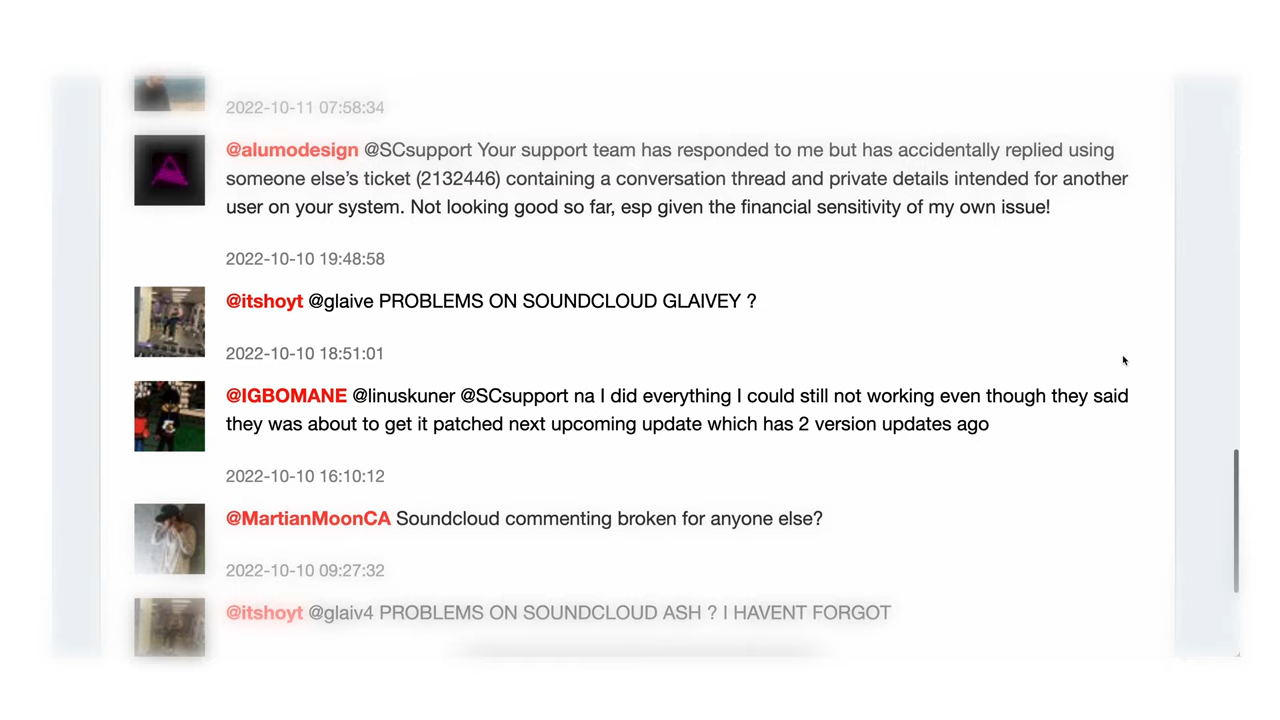 2022-10-11 07:58:34
@alumodesign @SCsupport Your support team has responded to me but has accidentally replied using
someone else’s ticket (2132446) containing a conversation thread and private details intended for another
user on your system. Not looking good so far, esp given the financial sensitivity of my own issue!
2022-10-10 19:48:58
@itshoyt @glaive PROBLEMS ON SOUNDCLOUD GLAIVEY ?
2022-10-10 18:51:01
@IGBOMANE @linuskuner @SCsupport na I did everything I could still not working even though they said
they was about to get it patched next upcoming update which has 2 version updates ago
2022-10-10 16:10:12
@MartianMoonCA Soundcloud commenting broken for anyone else?
2022-10-10 09:27:32
@itshoyt @glaiv4 PROBLEMS ON SOUNDCLOUD ASH ? I HAVENT FORGOT